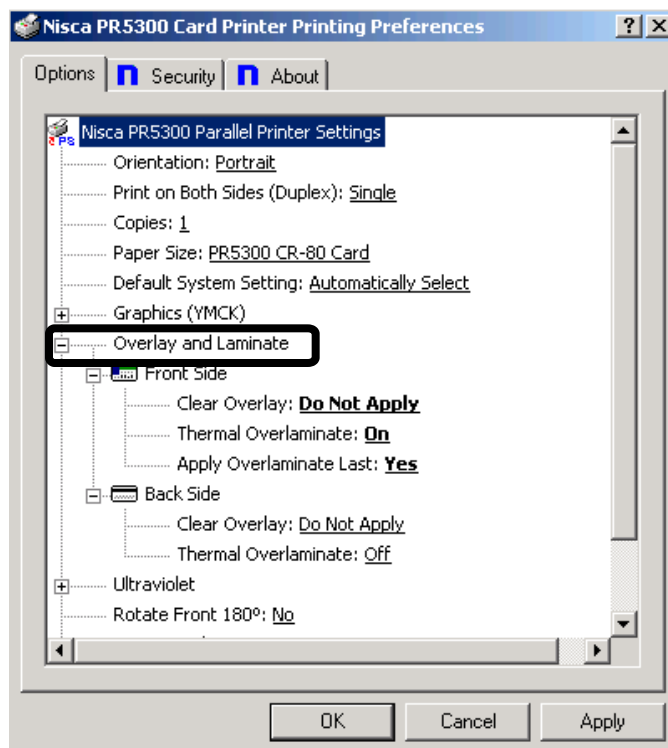 Nisca PR5300 Card Printer Printing Preferences
Options Security About
Nisca PR5300 Parallel Printer Settings
Orientation: Portrait
Print on Both Sides (Duplex): Single
Copies: 1
Paper Size: PR5300 CR-80 Card
Default System Setting: Automatically Select
Graphics (YMCK)
Overlay and Laminate
Front Side
Clear Overlay: Do Not Apply
Thermal Overlaminate: On
Apply Overlaminate Last: Yes
Back Side
Clear Overlay: Do Not Apply
Thermal Overlaminate: Off
Ultraviolet
Rotate Front 180º: No
OK Cancel Apply